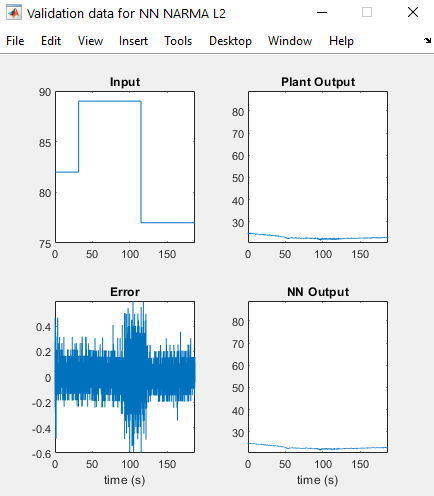 Validation data for NN NARMA L2
File Edit View Insert Tools Desktop Window Help
Input
90
85
80
75
0 50 100 150
Plant Output
80
70
60
50
40
30
0 50 100 150
Error
0.4
0.2
0
-0.2
-0.4
-0.6
0 50 100 150
time (s)
NN Output
80
70
60
50
40
30
0 50 100 150
time (s)